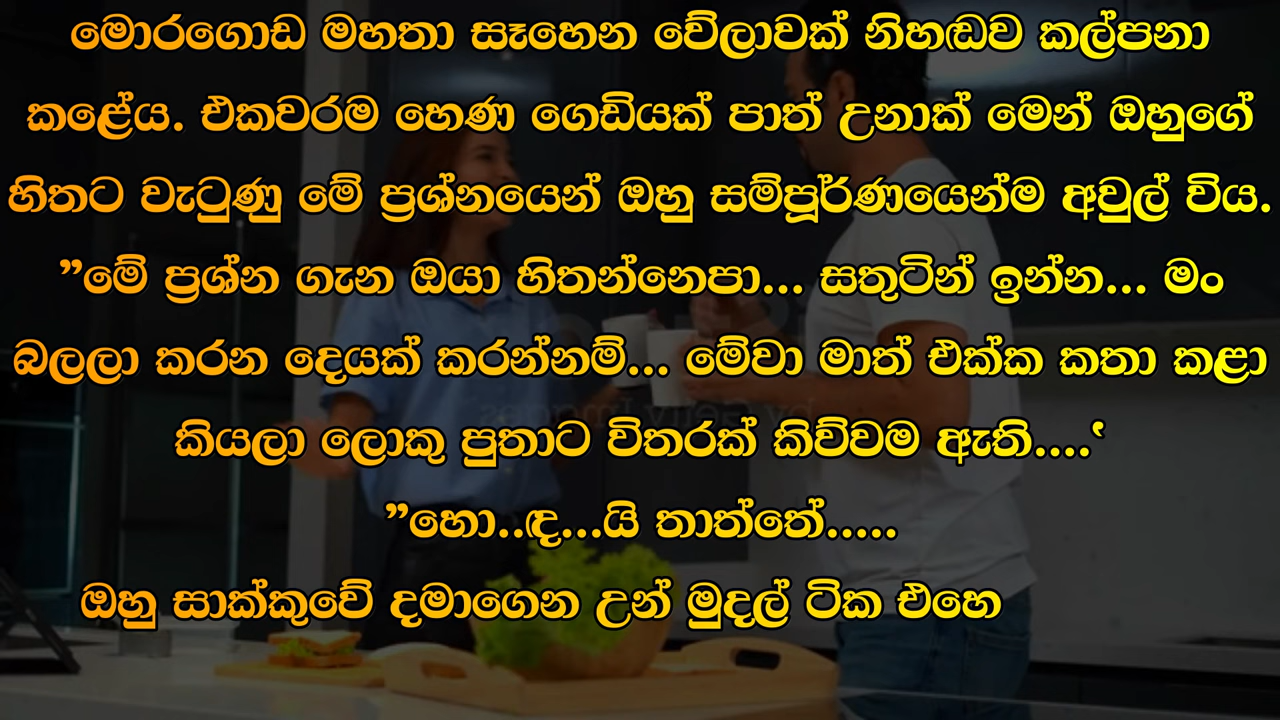 මොරගොඩ මහතා සෑහෙන වේලාවක් නිහඬව කල්පනා
කළේය. එකවරම හෙණ ගෙඩියක් පාත් උනාක් මෙන් ඔහුගේ
හිතට වැටුණු මේ ප්‍රශ්නයෙන් ඔහු සම්පූර්ණයෙන්ම අවුල් විය.
”මේ ප්‍රශ්න ගැන ඔයා හිතන්නෙපා... සතුටින් ඉන්න... මං
බලලා කරන දෙයක් කරන්නම්... මේවා මාත් එක්ක කතා කළා
කියලා ලොකු පුතාට විතරක් කිව්වම ඇති....‛
”හො..ඳ...යි තාත්තේ.....
ඔහු සාක්කුවේ දමාගෙන උන් මුදල් ටික එහෙ